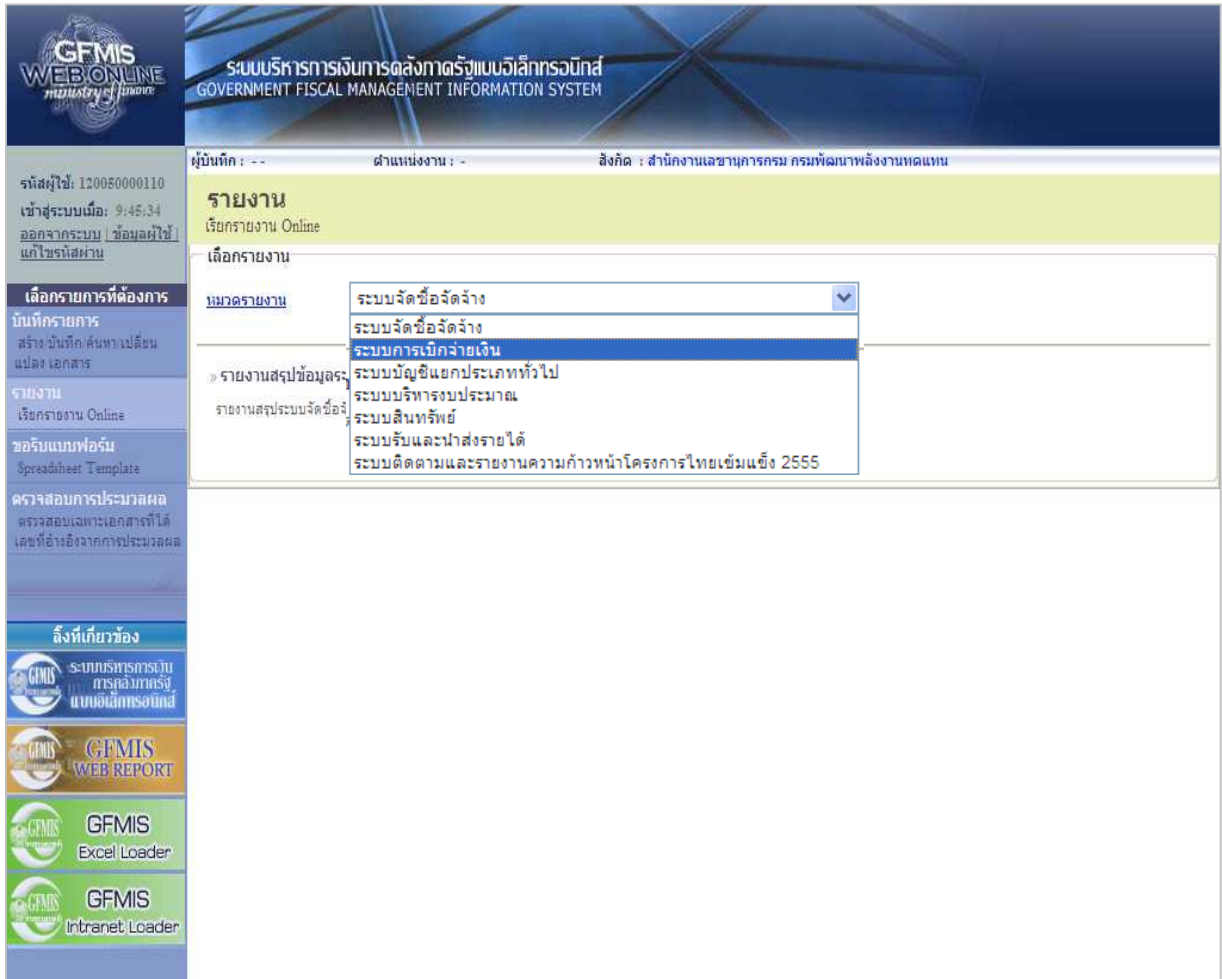 GFMIS
WEB ONLINE
ministry of finance
ระบบบริหารการเงินการคลังภาครัฐแบบอิเล็กทรอนิกส์
GOVERNMENT FISCAL MANAGEMENT INFORMATION SYSTEM
ผู้บันทึก : - - ตำแหน่งงาน : - สังกัด : สำนักงานเลขานุการกรม กรมพัฒนาพลังงานทดแทน
รหัสผู้ใช้: 120050000110
เข้าสู่ระบบเมื่อ: 9:45:34
ออกจากระบบ | ข้อมูลผู้ใช้ |
แก้ไขรหัสผ่าน
เลือกรายการที่ต้องการ
บันทึกรายการ
สร้าง/บันทึก/ค้นหา/เปลี่ยน
แปลง เอกสาร
รายงาน
เรียกรายงาน Online
ขอรับแบบฟอร์ม
Spreadsheet Template
ตรวจสอบการประมวลผล
ตรวจสอบเฉพาะเอกสารที่ได้
เลขที่อ้างอิงจากการประมวลผล
ลิ้งที่เกี่ยวข้อง
GFMIS
ระบบบริหารการเงิน
การคลังภาครัฐ
แบบอิเล็กทรอนิกส์
GFMIS
GFMIS
WEB REPORT
GFMIS
GFMIS
Excel Loader
GFMIS
GFMIS
Intranet Loader
รายงาน
เรียกรายงาน Online
เลือกรายงาน
หมวดรายงาน ระบบจัดซื้อจัดจ้าง
ระบบจัดซื้อจัดจ้าง
ระบบการเบิกจ่ายเงิน
ระบบบัญชีแยกประเภททั่วไป
ระบบบริหารงบประมาณ
ระบบสินทรัพย์
ระบบรับและนำส่งรายได้
ระบบติดตามและรายงานความก้าวหน้าโครงการไทยเข้มแข็ง 2555
» รายงานสรุปข้อมูลระ
รายงานสรุประบบจัดซื้อจั